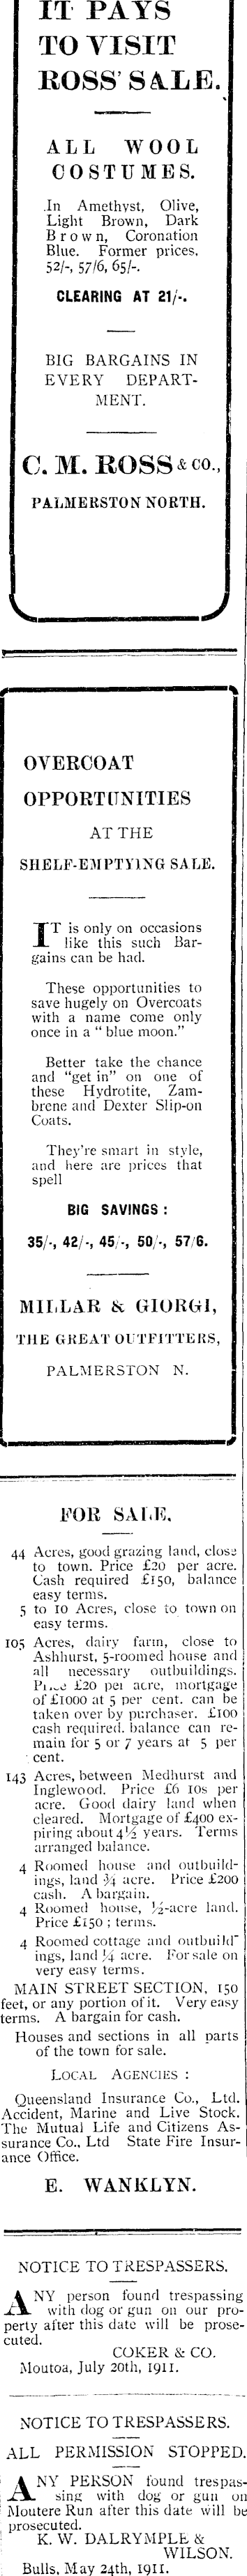 IT PAYS
TO VISIT
ROSS' SALE.
ALL WOOL
COSTUMES.
In Amethyst, Olive,
Light Brown, Dark
Brown, Coronation
Blue. Former prices.
52/-, 57/6, 65/-.
CLEARING AT 21/-.
BIG BARGAINS IN
EVERY DEPART-
MENT.
C. M. ROSS & CO.,
PALMERSTON NORTH.
OVERCOAT
OPPORTUNITIES
AT THE
SHELF-EMPTYING SALE.
IT is only on occasions
like this such Bar-
gains can be had.
These opportunities to
save hugely on Overcoats
with a name come only
once in a "blue moon."
Better take the chance
and "get in" on one of
these Hydrotite, Zam-
brene and Dexter Slip-on
Coats.
They're smart in style,
and here are prices that
spell
BIG SAVINGS :
35/-, 42/-, 45/-, 50/-, 57/6.
MILLAR & GIORGI,
THE GREAT OUTFITTERS,
PALMERSTON N.
FOR SALE.
44 Acres, good grazing land, close
to town. Price £20 per acre.
Cash required £150, balance
easy terms.
5 to 10 Acres, close to town on
easy terms.
105 Acres, dairy farm, close to
Ashhurst, 5-roomed house and
all necessary outbuildings.
Price £20 per acre, mortgage
of £1000 at 5 per cent. can be
taken over by purchaser. £100
cash required. balance can re-
main for 5 or 7 years at 5 per
cent.
143 Acres, between Medhurst and
Inglewood. Price £6 10s per
acre. Good dairy land when
cleared. Mortgage of £400 ex-
piring about 4½ years. Terms
arranged balance.
4 Roomed house and outbuild-
ings, land ¾ acre. Price £200
cash. A bargain.
4 Roomed house, ½-acre land.
Price £150 ; terms.
4 Roomed cottage and outbuild-
ings, land ¼ acre. For sale on
very easy terms.
MAIN STREET SECTION, 150
feet, or any portion of it. Very easy
terms. A bargain for cash.
Houses and sections in all parts
of the town for sale.
LOCAL AGENCIES :
Queensland Insurance Co., Ltd.
Accident, Marine and Live Stock.
The Mutual Life and Citizens As-
surance Co., Ltd State Fire Insur-
ance Office.
E. WANKLYN.
NOTICE TO TRESPASSERS.
ANY person found trespassing
with dog or gun on our pro-
perty after this date will be prose-
cuted.
COKER & CO.
Moutoa, July 20th, 1911.
NOTICE TO TRESPASSERS.
ALL PERMISSION STOPPED.
ANY PERSON found trespas-
sing with dog or gun on
Moutere Run after this date will be
prosecuted.
K. W. DALRYMPLE &
WILSON.
Bulls, May 24th, 1911.